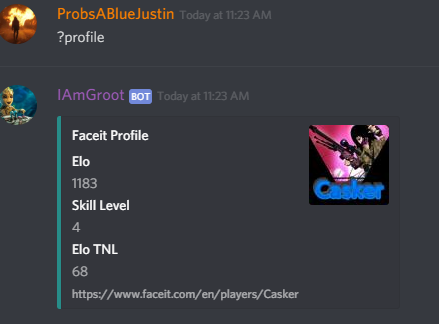 ProbsABlueJustin Today at 11:23 AM
?profile
IAmGroot BOT Today at 11:23 AM
Faceit Profile
Elo
1183
Skill Level
4
Elo TNL
68
https://www.faceit.com/en/players/Casker
Casker